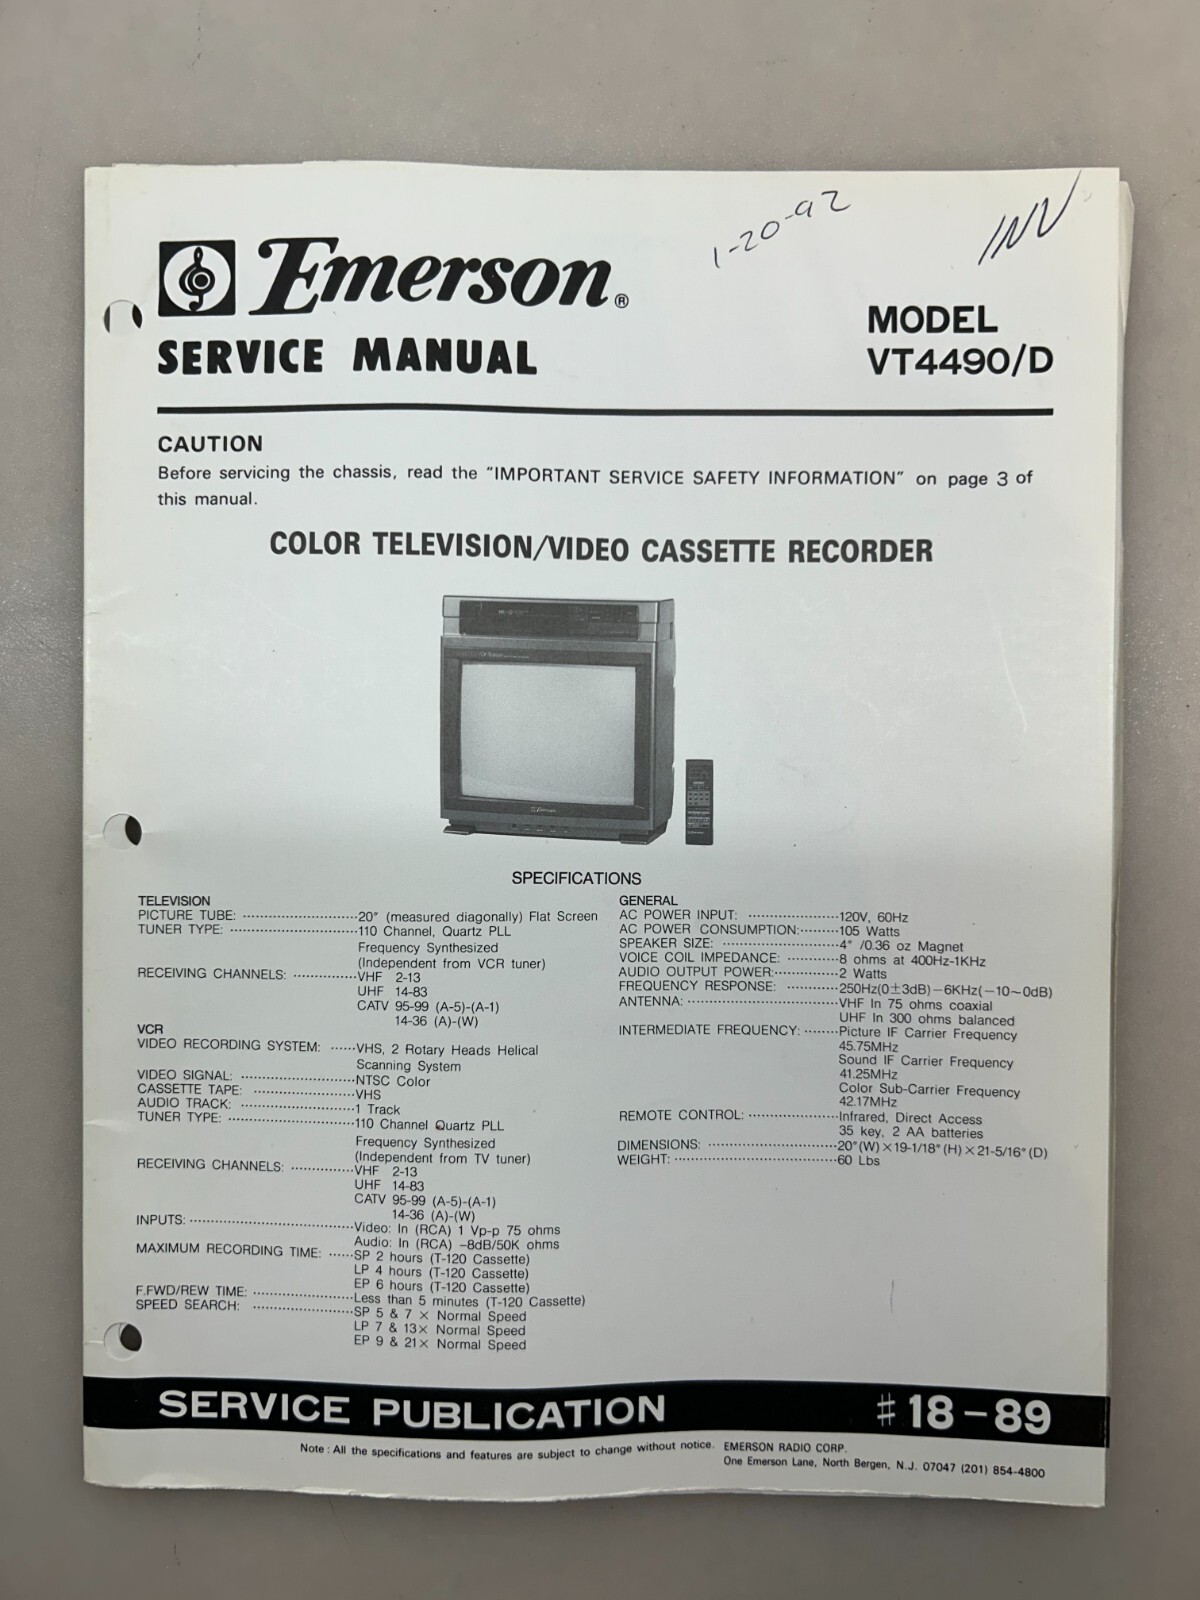 1-20-92
INV
Emerson®
SERVICE MANUAL
MODEL
VT4490/D
CAUTION
Before servicing the chassis, read the "IMPORTANT SERVICE SAFETY INFORMATION" on page 3 of
this manual.
COLOR TELEVISION/VIDEO CASSETTE RECORDER
Emerson
SPECIFICATIONS
TELEVISION
PICTURE TUBE: 20" (measured diagonally) Flat Screen
TUNER TYPE: 110 Channel, Quartz PLL
Frequency Synthesized
(Independent from VCR tuner)
RECEIVING CHANNELS: VHF 2-13
UHF 14-83
CATV 95-99 (A-5)-(A-1)
14-36 (A)-(W)
VCR
VIDEO RECORDING SYSTEM: VHS, 2 Rotary Heads Helical
Scanning System
VIDEO SIGNAL: NTSC Color
CASSETTE TAPE: VHS
AUDIO TRACK: 1 Track
TUNER TYPE: 110 Channel Quartz PLL
Frequency Synthesized
(Independent from TV tuner)
RECEIVING CHANNELS: VHF 2-13
UHF 14-83
CATV 95-99 (A-5)-(A-1)
14-36 (A)-(W)
INPUTS: Video: In (RCA) 1 Vp-p 75 ohms
Audio: In (RCA) -8dB/50K ohms
MAXIMUM RECORDING TIME: SP 2 hours (T-120 Cassette)
LP 4 hours (T-120 Cassette)
EP 6 hours (T-120 Cassette)
F.FWD/REW TIME: Less than 5 minutes (T-120 Cassette)
SPEED SEARCH: SP 5 & 7 × Normal Speed
LP 7 & 13× Normal Speed
EP 9 & 21× Normal Speed
GENERAL
AC POWER INPUT: 120V, 60Hz
AC POWER CONSUMPTION: 105 Watts
SPEAKER SIZE: 4" /0.36 oz Magnet
VOICE COIL IMPEDANCE: 8 ohms at 400Hz-1KHz
AUDIO OUTPUT POWER: 2 Watts
FREQUENCY RESPONSE: 250Hz(0±3dB)–6KHz(–10~0dB)
ANTENNA: VHF In 75 ohms coaxial
UHF In 300 ohms balanced
INTERMEDIATE FREQUENCY: Picture IF Carrier Frequency
45.75MHz
Sound IF Carrier Frequency
41.25MHz
Color Sub-Carrier Frequency
42.17MHz
REMOTE CONTROL: Infrared, Direct Access
35 key, 2 AA batteries
DIMENSIONS: 20"(W)×19-1/18"(H)×21-5/16"(D)
WEIGHT: 60 Lbs
SERVICE PUBLICATION # 18-89
Note : All the specifications and features are subject to change without notice.
EMERSON RADIO CORP.
One Emerson Lane, North Bergen, N.J. 07047 (201) 854-4800